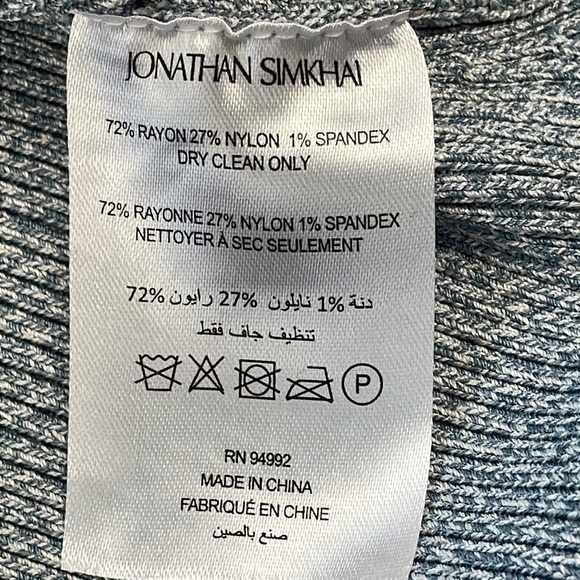 JONATHAN SIMKHAI
72% RAYON 27% NYLON 1% SPANDEX
DRY CLEAN ONLY
72% RAYONNE 27% NYLON 1% SPANDEX
NETTOYER À SEC SEULEMENT
72% رايون 27% نايلون 1% دنة
تنظيف جاف فقط
P
RN 94992
MADE IN CHINA
FABRIQUÉ EN CHINE
صنع بالصين